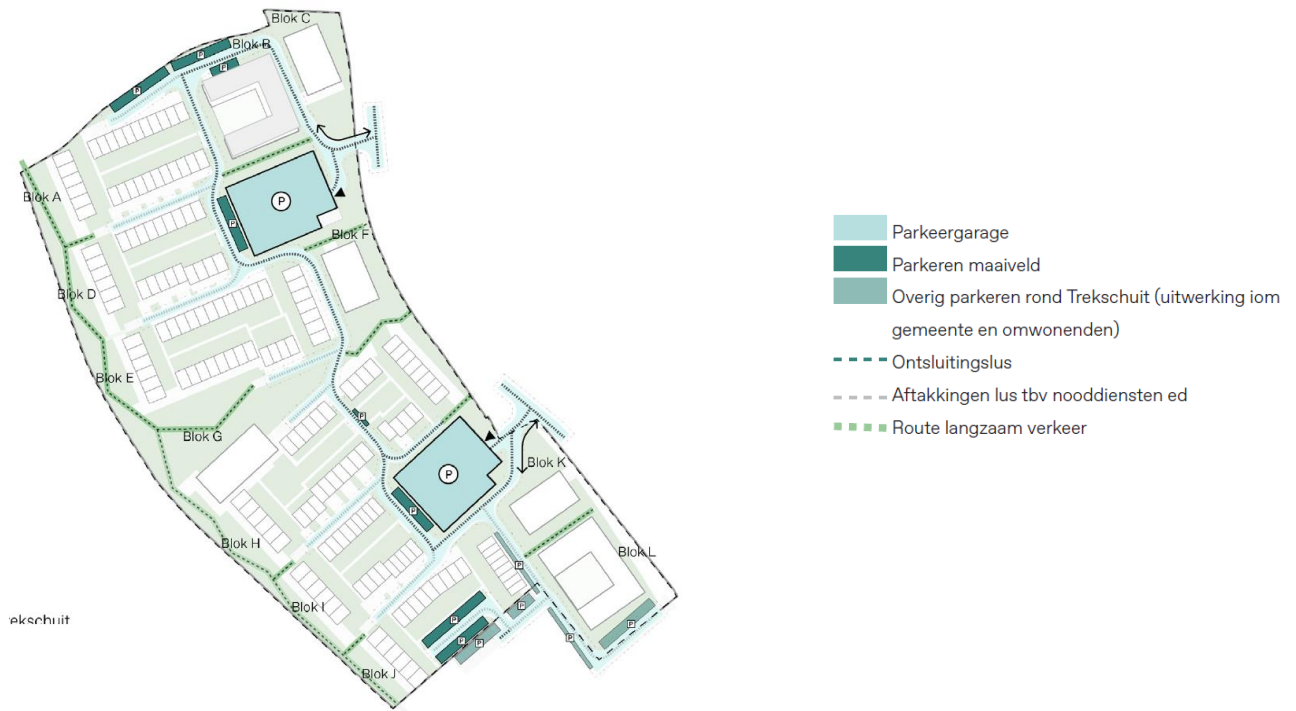 Blok C
Blok B
P
P
P
Blok A
P
P
Blok F
Blok D
Blok E
P
Blok G
P
Blok K
P
Blok H
Blok L
P
Blok I
P
P
P
P
P
P
Blok J
ekschuit
Parkeergarage
Parkeren maaiveld
Overig parkeren rond Trekschuit (uitwerking iom
gemeente en omwonenden)
Ontsluitingslus
Aftakkingen lus tbv nooddiensten ed
Route langzaam verkeer